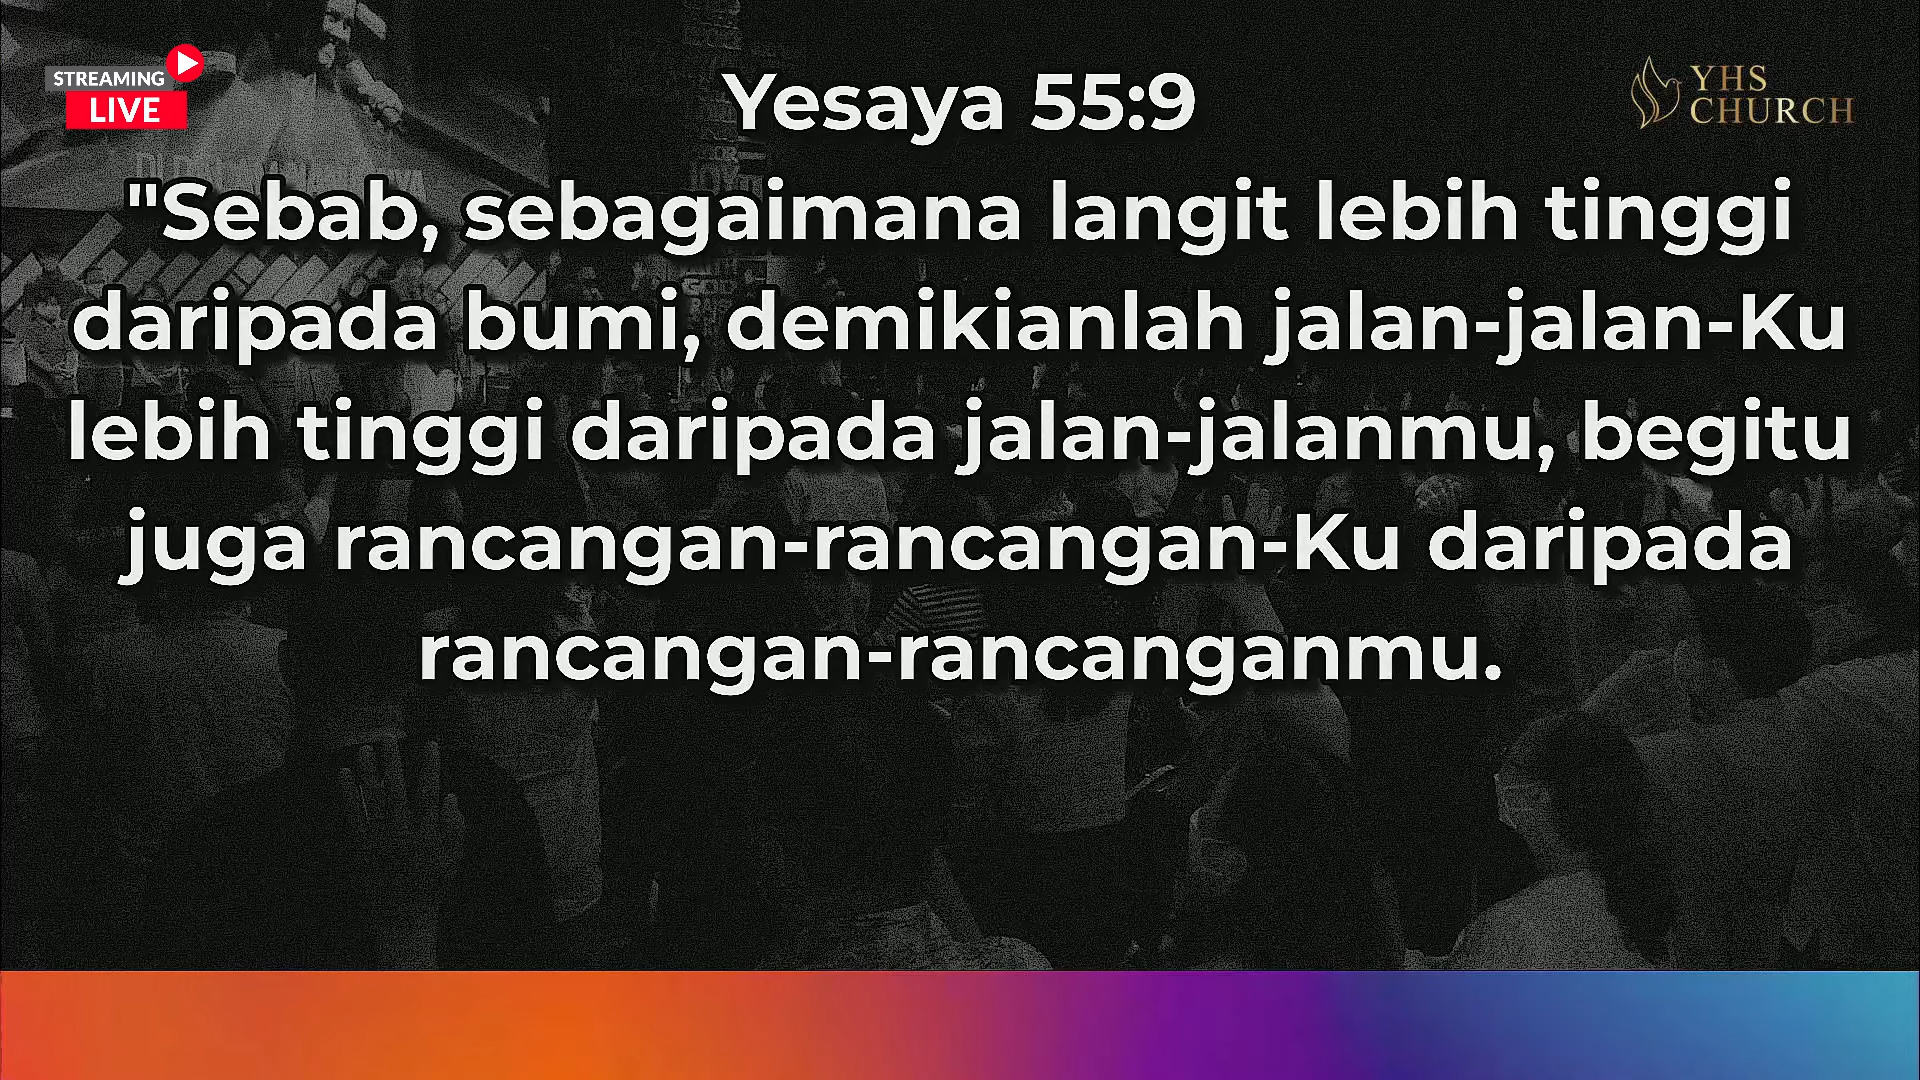 STREAMING
LIVE
YHS
CHURCH
Yesaya 55:9
"Sebab, sebagaimana langit lebih tinggi
daripada bumi, demikianlah jalan-jalan-Ku
lebih tinggi daripada jalan-jalanmu, begitu
juga rancangan-rancangan-Ku daripada
rancangan-rancanganmu.